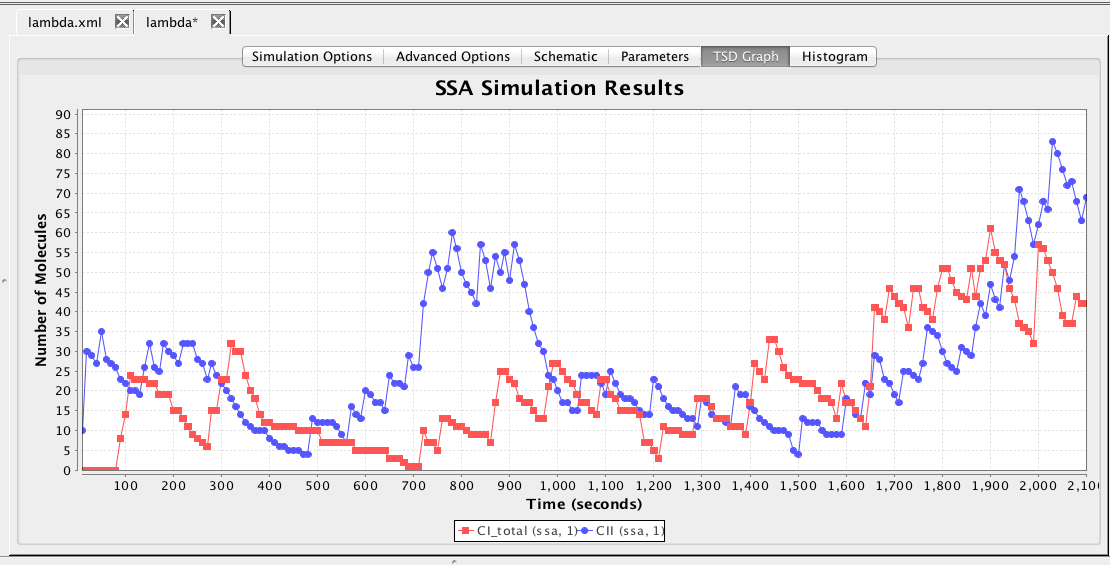 lambda.xml lambda*
Simulation Options Advanced Options Schematic Parameters TSD Graph Histogram
SSA Simulation Results
90
85
80
75
70
65
60
55
50
45
40
35
30
25
20
15
10
5
0
Number of Molecules
100 200 300 400 500 600 700 800 900 1,000 1,100 1,200 1,300 1,400 1,500 1,600 1,700 1,800 1,900 2,000 2,10
Time (seconds)
CI_total (ssa, 1) CII (ssa, 1)